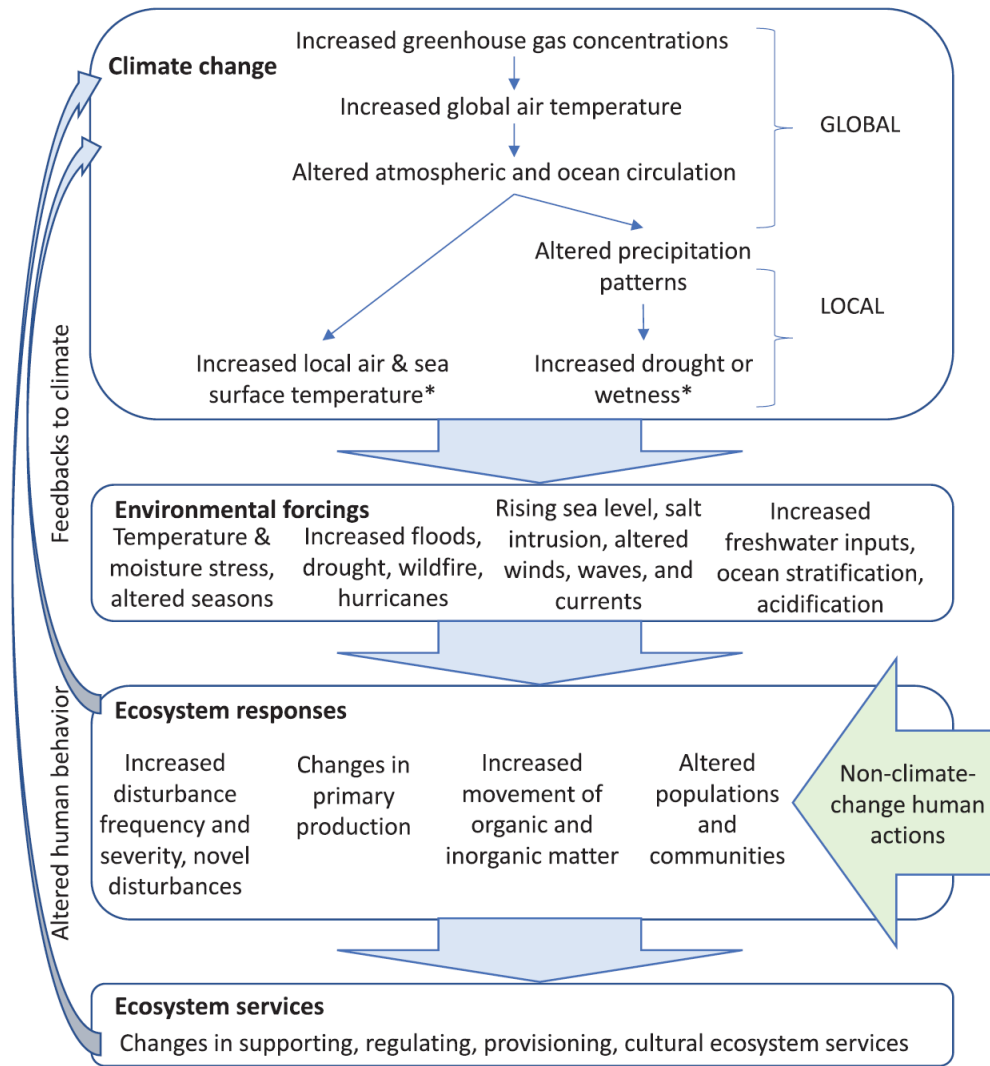 Increased greenhouse gas concentrations
Climate change
Increased global air temperature
GLOBAL
Altered atmospheric and ocean circulation
Altered precipitation
patterns
LOCAL
Increased local air & sea
surface temperature*
Increased drought or
wetness*
Feedbacks to climate
Environmental forcings
Temperature &
moisture stress,
altered seasons
Increased floods,
drought, wildfire,
hurricanes
Rising sea level, salt
intrusion, altered
winds, waves, and
currents
Increased
freshwater inputs,
ocean stratification,
acidification
Altered human behavior
Ecosystem responses
Increased
disturbance
frequency and
severity, novel
disturbances
Changes in
primary
production
Increased
movement of
organic and
inorganic matter
Altered
populations
and
communities
Non-climate-
change human
actions
Ecosystem services
Changes in supporting, regulating, provisioning, cultural ecosystem services